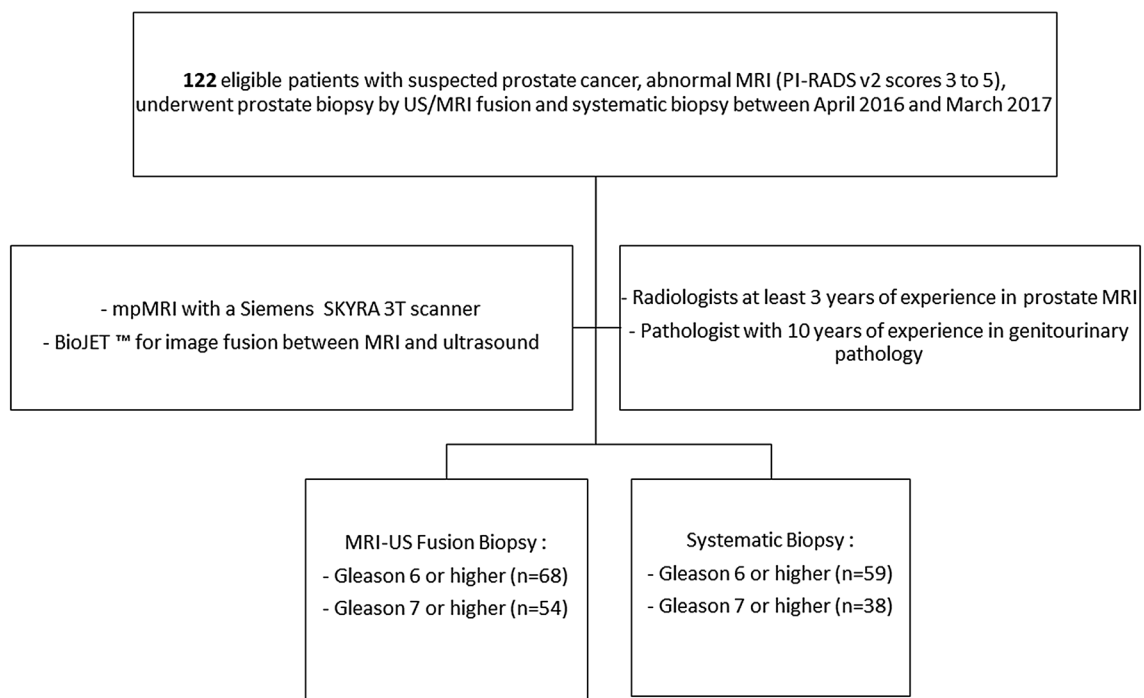 122 eligible patients with suspected prostate cancer, abnormal MRI (PI-RADS v2 scores 3 to 5),
underwent prostate biopsy by US/MRI fusion and systematic biopsy between April 2016 and March 2017
- mpMRI with a Siemens SKYRA 3T scanner
- BioJET ™ for image fusion between MRI and ultrasound
- Radiologists at least 3 years of experience in prostate MRI
- Pathologist with 10 years of experience in genitourinary
pathology
MRI-US Fusion Biopsy :
- Gleason 6 or higher (n=68)
- Gleason 7 or higher (n=54)
Systematic Biopsy :
- Gleason 6 or higher (n=59)
- Gleason 7 or higher (n=38)